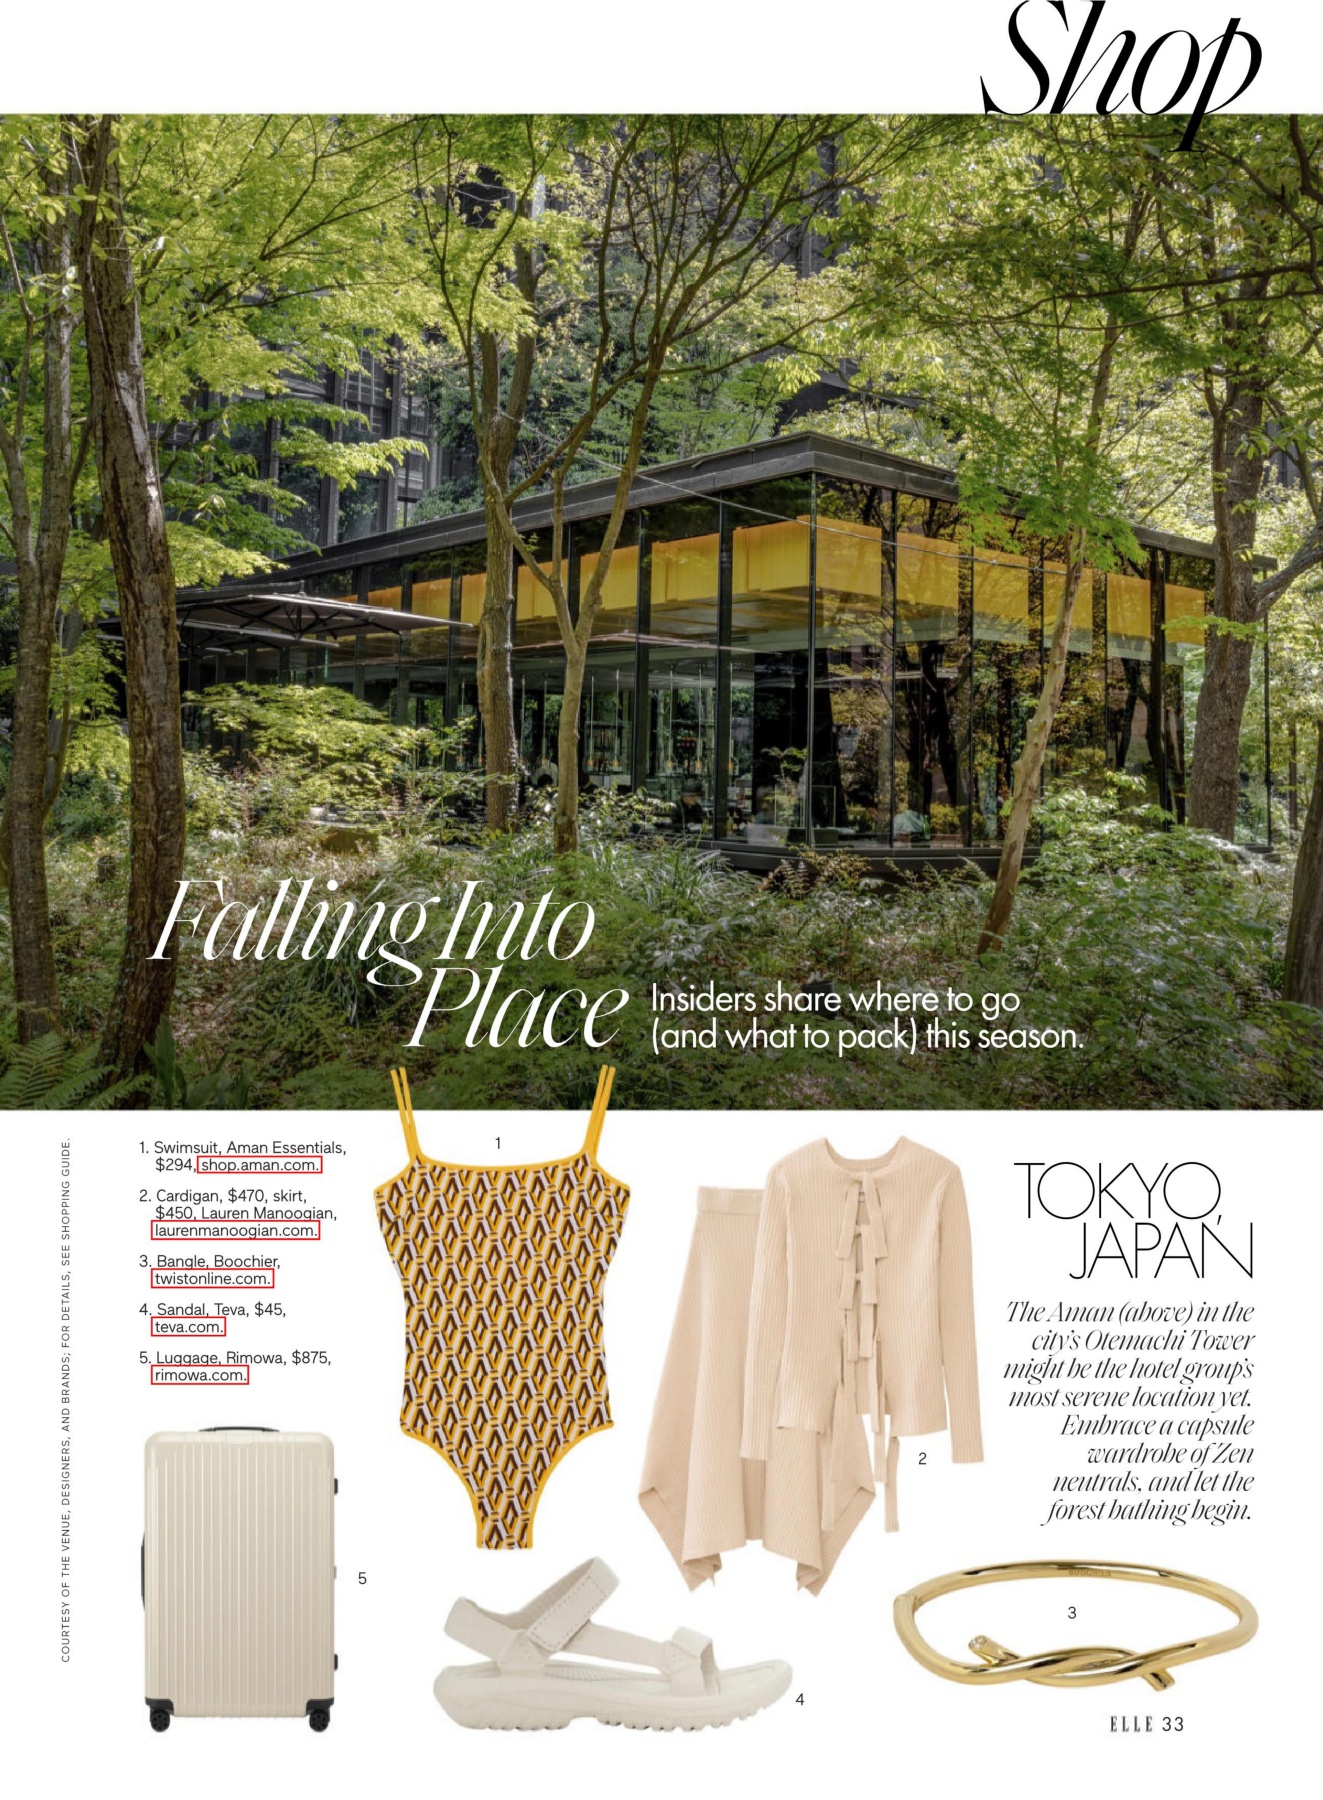 Shop
Falling Into
Place
Insiders share where to go
(and what to pack) this season.
1. Swimsuit, Aman Essentials,
$294, shop.aman.com.
2. Cardigan, $470, skirt,
$450, Lauren Manoogian,
laurenmanoogian.com.
3. Bangle, Boochier,
twistonline.com.
4. Sandal, Teva, $45,
teva.com.
5. Luggage, Rimowa, $875,
rimowa.com.
1
2
3
4
5
TOKYO,
JAPAN
The Aman (above) in the
city's Otemachi Tower
might be the hotel group's
most serene location yet.
Embrace a capsule
wardrobe of Zen
neutrals, and let the
forest bathing begin.
BOOCHIER
COURTESY OF THE VENUE, DESIGNERS, AND BRANDS; FOR DETAILS, SEE SHOPPING GUIDE.
ELLE 33